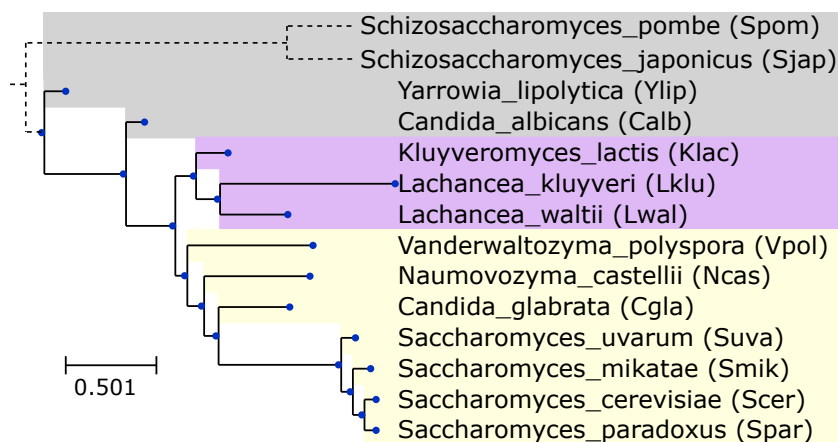 Schizosaccharomyces_pombe (Spom)
Schizosaccharomyces_japonicus (Sjap)
Yarrowia_lipolytica (Ylip)
Candida_albicans (Calb)
Kluyveromyces_lactis (Klac)
Lachancea_kluyveri (Lklu)
Lachancea_waltii (Lwal)
Vanderwaltozyma_polyspora (Vpol)
Naumovozyma_castellii (Ncas)
Candida_glabrata (Cgla)
Saccharomyces_uvarum (Suva)
Saccharomyces_mikatae (Smik)
Saccharomyces_cerevisiae (Scer)
Saccharomyces_paradoxus (Spar)
0.501